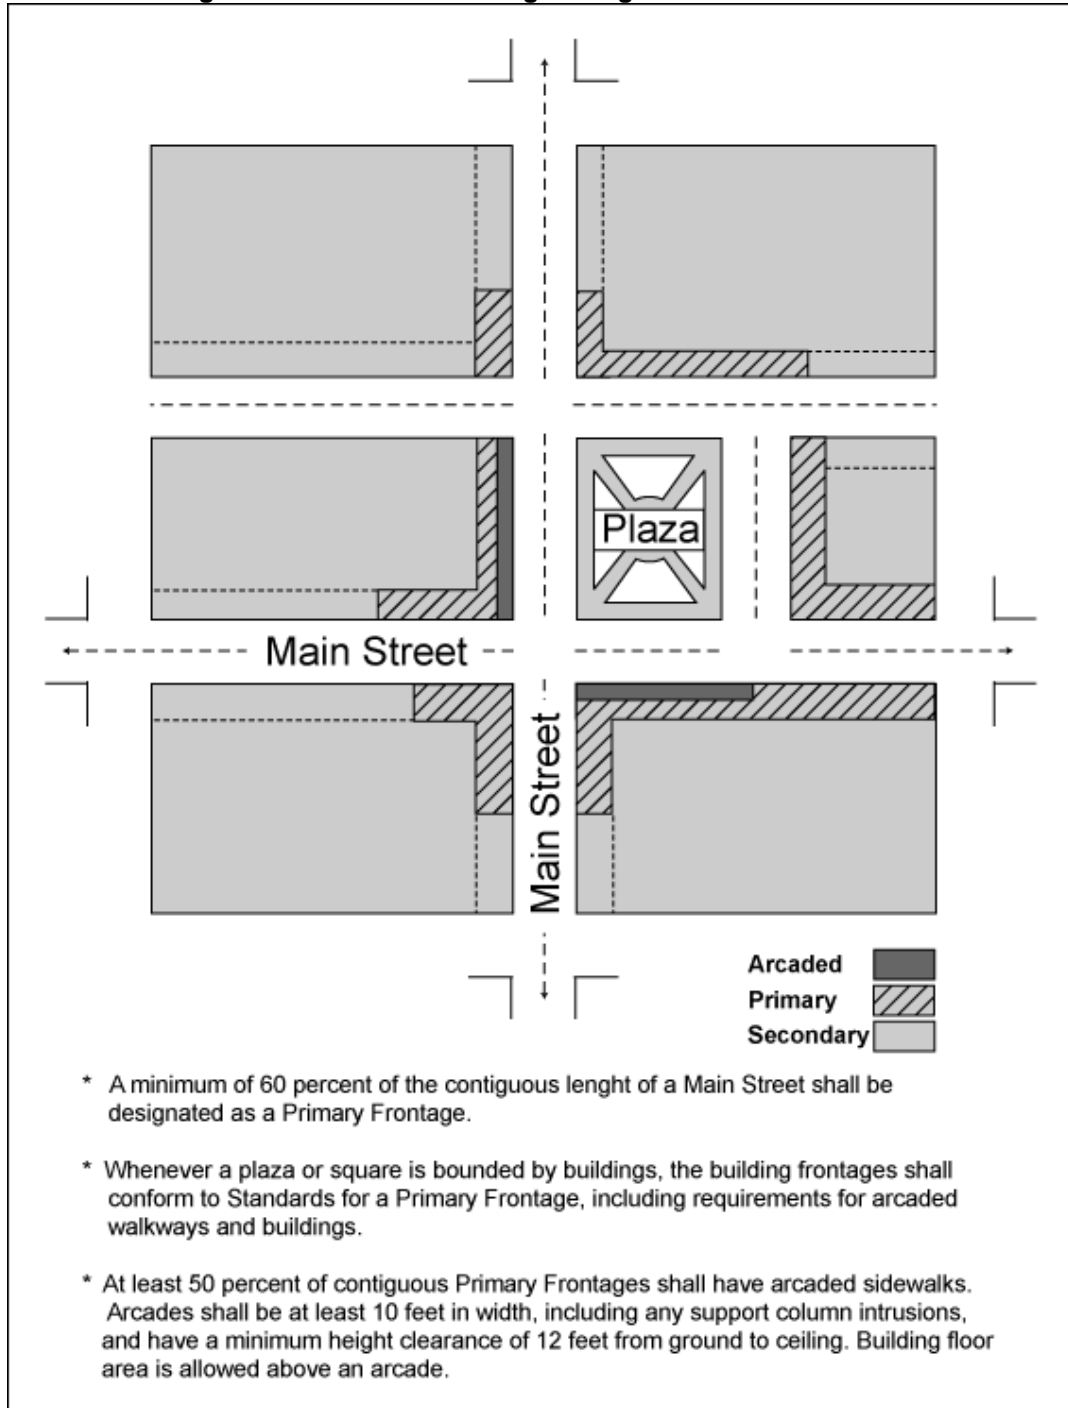 Plaza
Main Street
Main Street
Arcaded
Primary
Secondary
* A minimum of 60 percent of the contiguous lenght of a Main Street shall be
designated as a Primary Frontage.
* Whenever a plaza or square is bounded by buildings, the building frontages shall
conform to Standards for a Primary Frontage, including requirements for arcaded
walkways and buildings.
* At least 50 percent of contiguous Primary Frontages shall have arcaded sidewalks.
Arcades shall be at least 10 feet in width, including any support column intrusions,
and have a minimum height clearance of 12 feet from ground to ceiling. Building floor
area is allowed above an arcade.